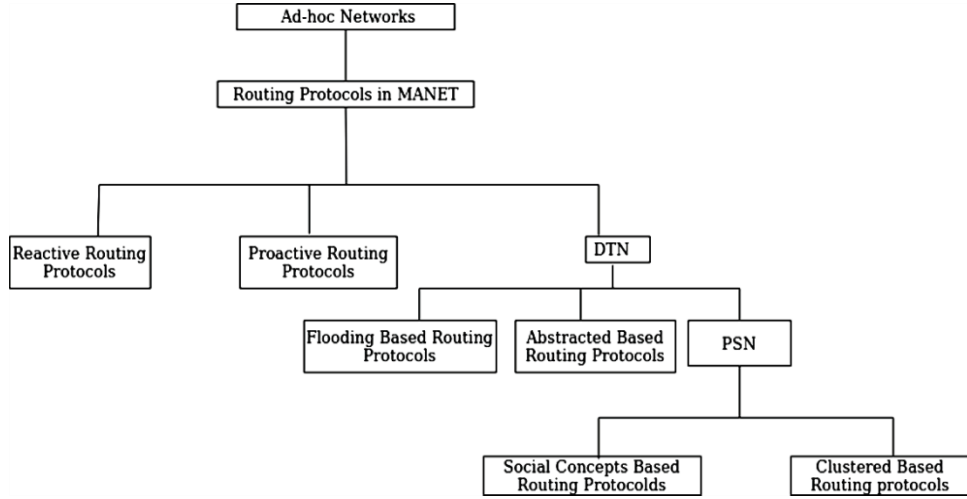 Ad-hoc Networks
Routing Protocols in MANET
Reactive Routing
Protocols
Proactive Routing
Protocols
DTN
Flooding Based Routing
Protocols
Abstracted Based
Routing Protocols
PSN
Social Concepts Based
Routing Protocolds
Clustered Based
Routing protocols